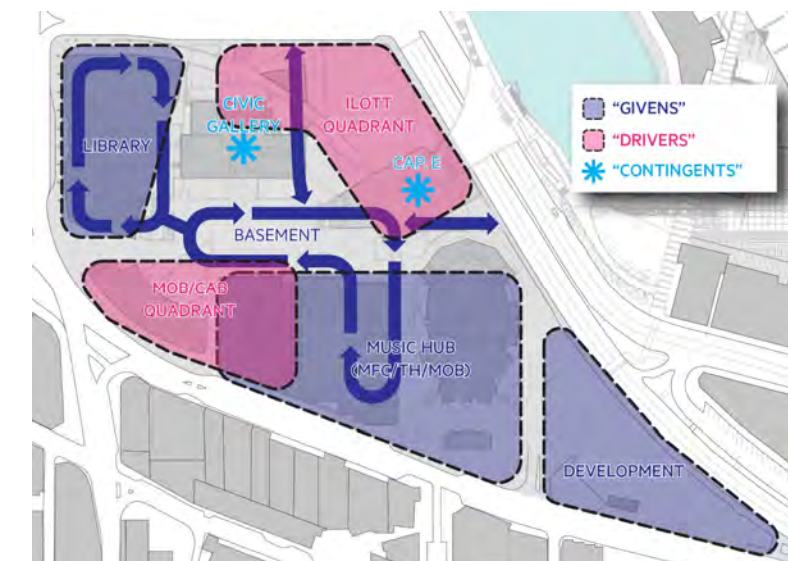 CIVIC
GALLERY
ILOTT
QUADRANT
LIBRARY
CAP E
BASEMENT
MOB/CAB
QUADRANT
MUSIC HUB
(MFC/TH/MOB)
DEVELOPMENT
"GIVENS"
"DRIVERS"
"CONTINGENTS"